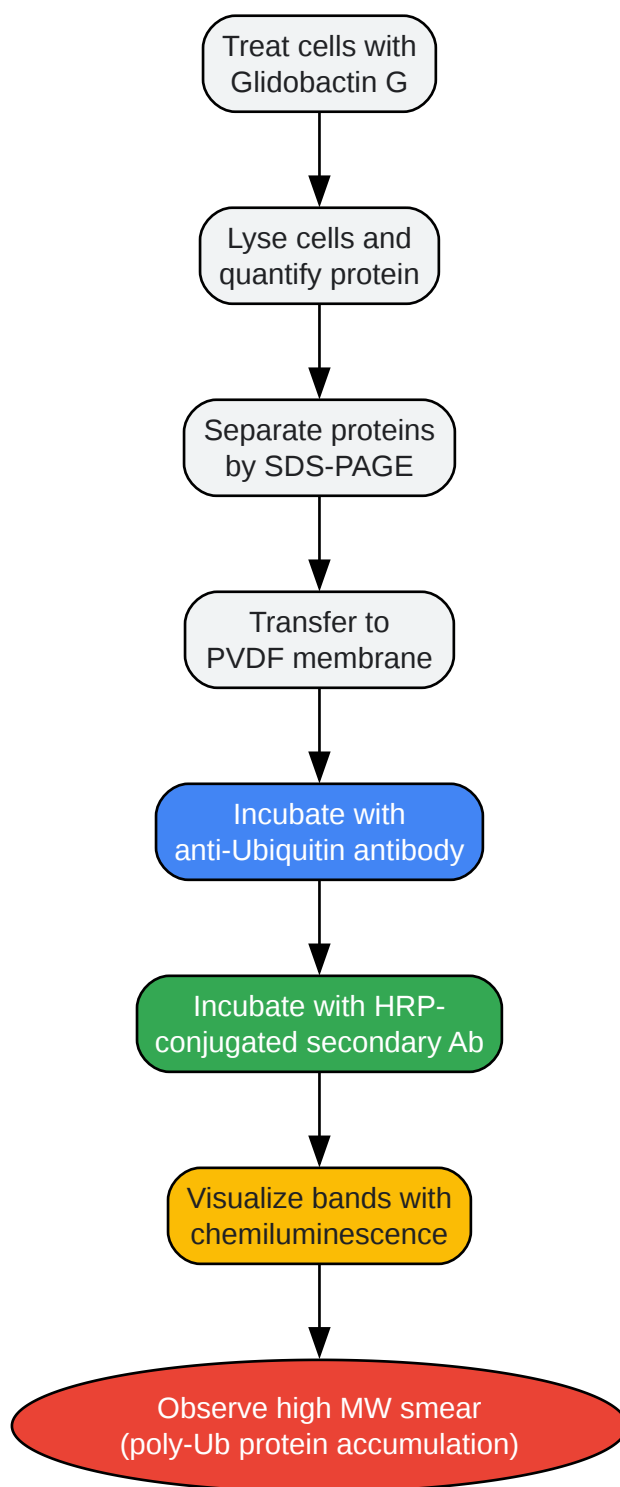 Treat cells with
Glidobactin G
Lyse cells and
quantify protein
Separate proteins
by SDS-PAGE
Transfer to
PVDF membrane
Incubate with
anti-Ubiquitin antibody
Incubate with HRP-
conjugated secondary Ab
Visualize bands with
chemiluminescence
Observe high MW smear
(poly-Ub protein accumulation)